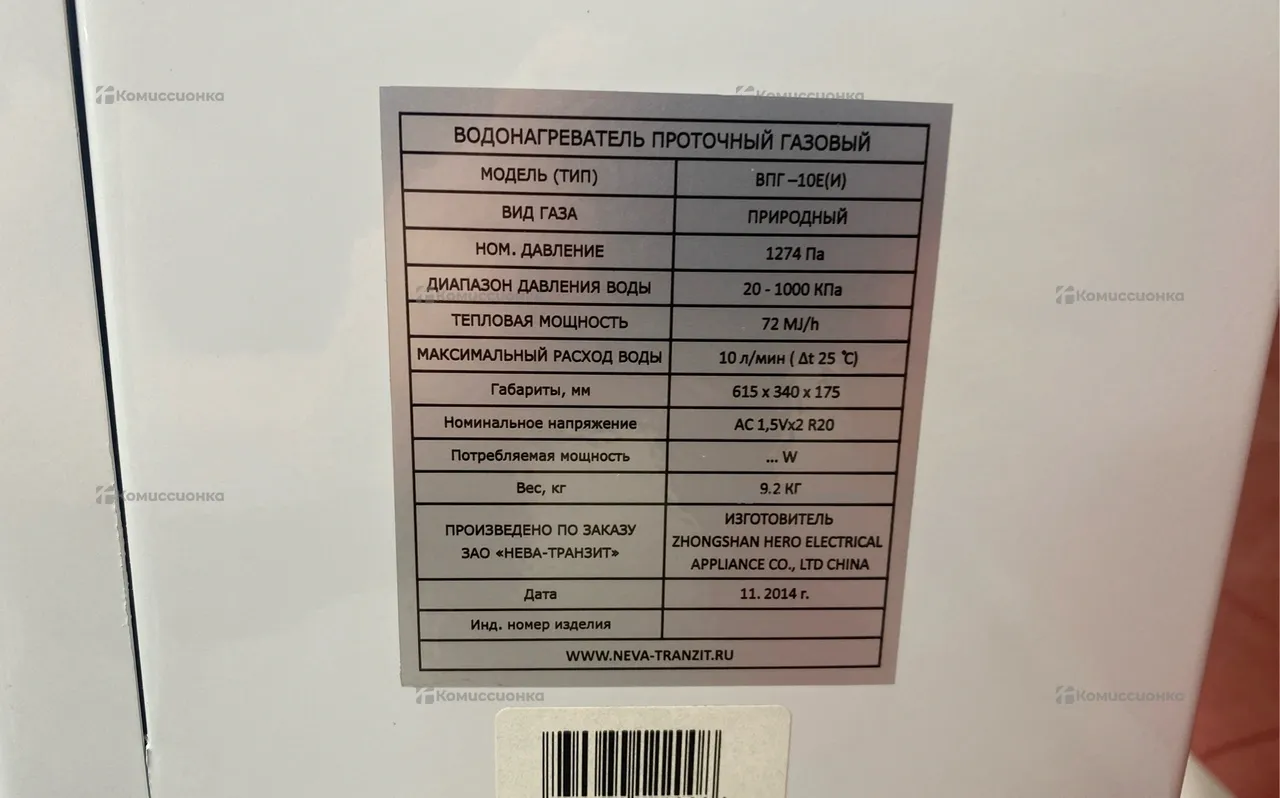 Комиссионка
Комиссионка
ВОДОНАГРЕВАТЕЛЬ ПРОТОЧНЫЙ ГАЗОВЫЙ
МОДЕЛЬ (ТИП) ВПГ –10Е(И)
ВИД ГАЗА ПРИРОДНЫЙ
НОМ. ДАВЛЕНИЕ 1274 Па
ДИАПАЗОН ДАВЛЕНИЯ ВОДЫ 20 - 1000 КПа
Комиссионка
Комиссионка
ТЕПЛОВАЯ МОЩНОСТЬ 72 MJ/h
МАКСИМАЛЬНЫЙ РАСХОД ВОДЫ 10 л/мин ( Δt 25 ℃)
Габариты, мм 615 x 340 x 175
Номинальное напряжение AC 1,5Vx2 R20
Потребляемая мощность ... W
Вес, кг 9.2 КГ
Комиссионка
ПРОИЗВЕДЕНО ПО ЗАКАЗУ
ЗАО «НЕВА-ТРАНЗИТ»
ИЗГОТОВИТЕЛЬ
ZHONGSHAN HERO ELECTRICAL
APPLIANCE CO., LTD CHINA
Дата 11. 2014 г.
Инд. номер изделия
WWW.NEVA-TRANZIT.RU
Комиссионка
Комиссионка